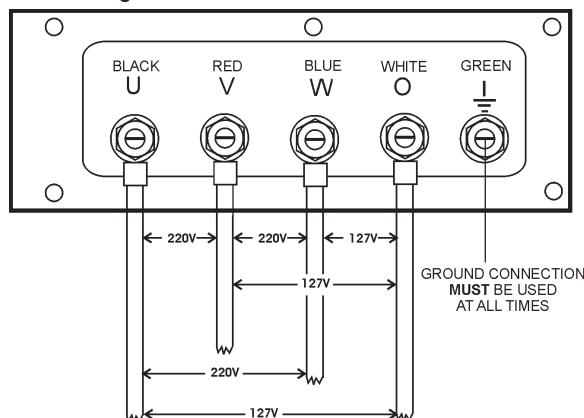 BLACK RED BLUE WHITE GREEN
U V W O
220V 220V 127V
127V
GROUND CONNECTION
MUST BE USED
AT ALL TIMES
220V
127V